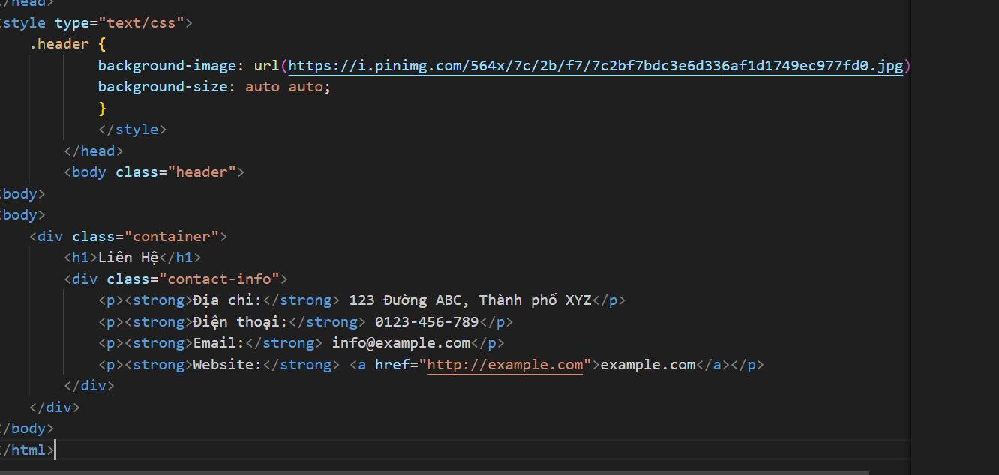 /head>
style type="text/css">
.header {
background-image: url(https://i.pinimg.com/564x/7c/2b/f7/7c2bf7bdc3e6d336af1d1749ec977fd0.jpg)
background-size: auto auto;
}
</style>
</head>
<body class="header">
body>
body>
<div class="container">
<h1>Liên Hệ</h1>
<div class="contact-info">
<p><strong>Địa chỉ:</strong> 123 Đường ABC, Thành phố XYZ</p>
<p><strong>Điện thoại:</strong> 0123-456-789</p>
<p><strong>Email:</strong> info@example.com</p>
<p><strong>Website:</strong> <a href="http://example.com">example.com</a></p>
</div>
</div>
/body>
/html>